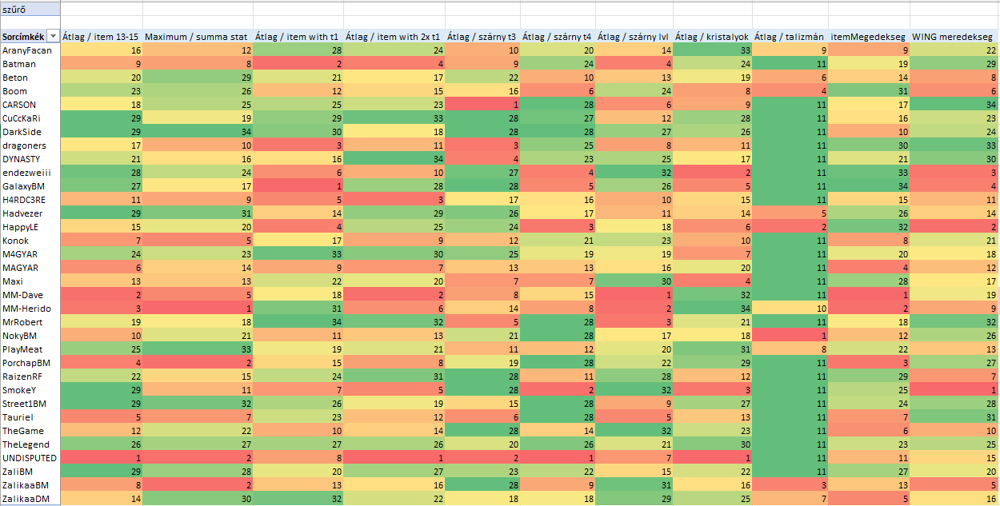 szűrő
Sorcímkék Átlag / item 13-15 Maximum / summa stat Átlag / item with t1 Átlag / item with 2x t1 Átlag / szárny t3 Átlag / szárny t4 Átlag / szárny lvl Átlag / kristalyok Átlag / talizmán itemMegedekseg WING meredekseg
AranyFacan 16 12 28 24 10 20 14 33 9 9 22
Batman 9 8 2 4 9 24 4 24 11 19 29
Beton 20 29 21 17 22 10 13 19 6 14 8
Boom 23 26 12 15 16 6 24 8 4 31 6
CARSON 18 25 25 23 1 28 6 9 11 17 34
CuCcKaRi 29 19 29 33 28 27 12 28 11 16 23
DarkSide 29 34 30 18 28 28 27 26 11 10 24
dragoners 17 10 3 11 3 25 8 11 11 30 33
DYNASTY 21 16 16 34 4 23 25 17 11 21 30
endezweiii 28 24 6 10 27 4 32 2 11 33 3
GalaxyBM 27 17 1 28 28 5 26 5 11 34 4
H4RDC3RE 11 9 5 3 17 16 10 15 11 15 11
Hadvezer 29 31 14 29 26 17 11 14 5 26 14
HappyLE 15 20 4 25 24 3 18 6 2 32 2
Konok 7 5 17 9 12 21 23 10 11 8 21
M4GYAR 24 23 33 30 25 19 19 7 11 20 18
MAGYAR 6 14 9 7 13 13 16 20 11 4 12
Maxi 13 13 22 20 7 7 30 4 11 28 17
MM-Dave 2 5 18 2 8 15 1 32 11 1 19
MM-Herido 3 1 31 6 14 8 2 34 10 2 9
MrRobert 19 18 34 32 5 28 3 21 11 18 32
NokyBM 10 21 11 13 21 28 17 18 1 12 26
PlayMeat 25 33 19 21 11 12 20 31 8 22 13
PorchapBM 4 2 15 8 19 28 22 29 11 3 27
RaizenRF 22 15 24 31 28 11 28 12 11 29 7
SmokeY 29 11 7 5 28 2 32 3 11 25 1
Street1BM 29 32 26 19 15 28 9 27 11 24 28
Tauriel 5 7 23 12 6 28 5 13 11 7 31
TheGame 12 22 10 14 28 14 32 23 11 6 10
TheLegend 26 27 27 26 20 26 21 30 11 23 25
UNDISPUTED 1 2 8 1 2 1 7 1 11 11 15
ZaliBM 29 28 20 27 23 22 15 22 11 27 20
ZalikaaBM 8 2 13 16 28 9 31 16 3 13 5
ZalikaaDM 14 30 32 22 18 18 29 25 7 5 16